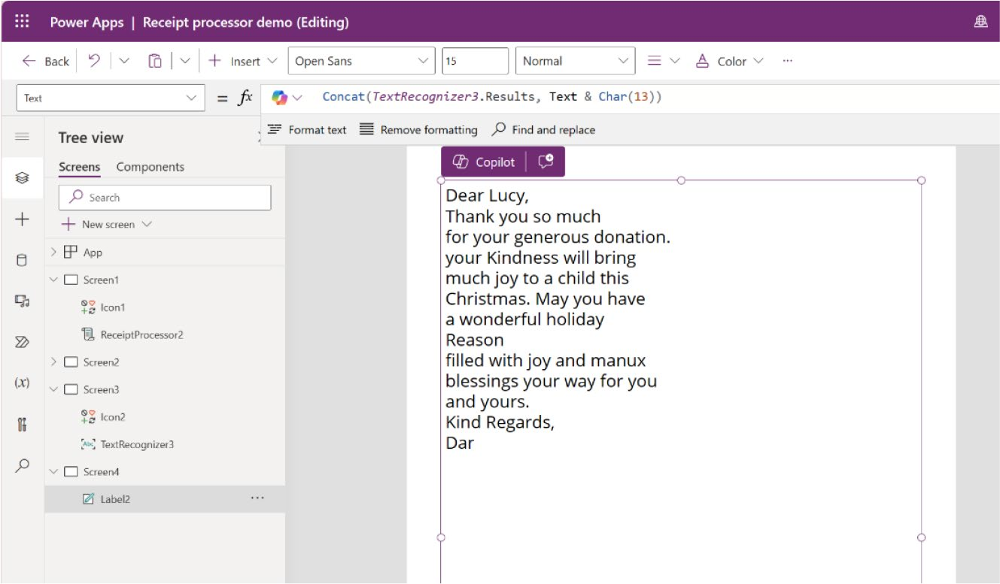 Power Apps | Receipt processor demo (Editing)
Back Insert Open Sans 15 Normal Color ...
Text = fx Concat(TextRecognizer3.Results, Text & Char(13))
Format text Remove formatting Find and replace
Tree view
Screens Components
Search
New screen
App
Screen1
Icon1
ReceiptProcessor2
Screen2
Screen3
Icon2
TextRecognizer3
Screen4
Label2 ...
(x)
Abc
Copilot
Dear Lucy,
Thank you so much
for your generous donation.
your Kindness will bring
much joy to a child this
Christmas. May you have
a wonderful holiday
Reason
filled with joy and manux
blessings your way for you
and yours.
Kind Regards,
Dar